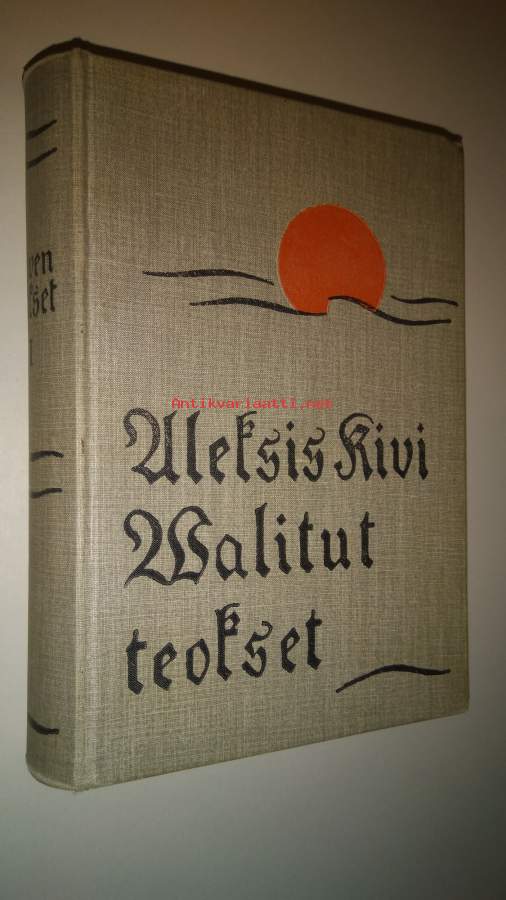 Antikvariaatti.net
Aleksis Kivi
Walitut
teokset